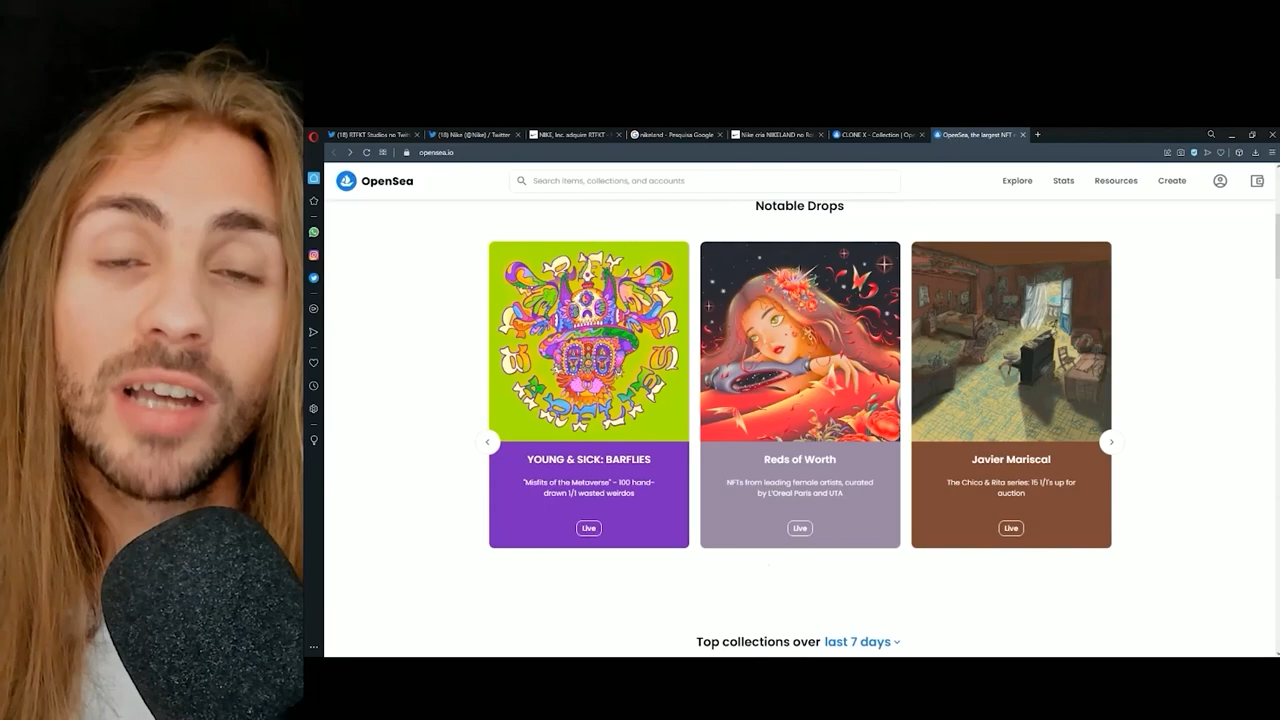 (18) RTFKT Studios no Twit
(18) Nike (@Nike) / Twitter
NIKE, Inc. adquire RTFKT -
nikeland - Pesquisa Google
Nike cria NIKELAND no Ro
CLONE X - Collection | Ope
OpenSea, the largest NFT
opensea.io
OpenSea
Search items, collections, and accounts
Explore
Stats
Resources
Create
Notable Drops
YOUNG & SICK: BARFLIES
"Misfits of the Metaverse" - 100 hand-
drawn 1/1 wasted weirdos
Live
Reds of Worth
NFTs from leading female artists, curated
by L'Oreal Paris and UTA
Live
Javier Mariscal
The Chico & Rita series: 15 1/1's up for
auction
Live
Top collections over last 7 days